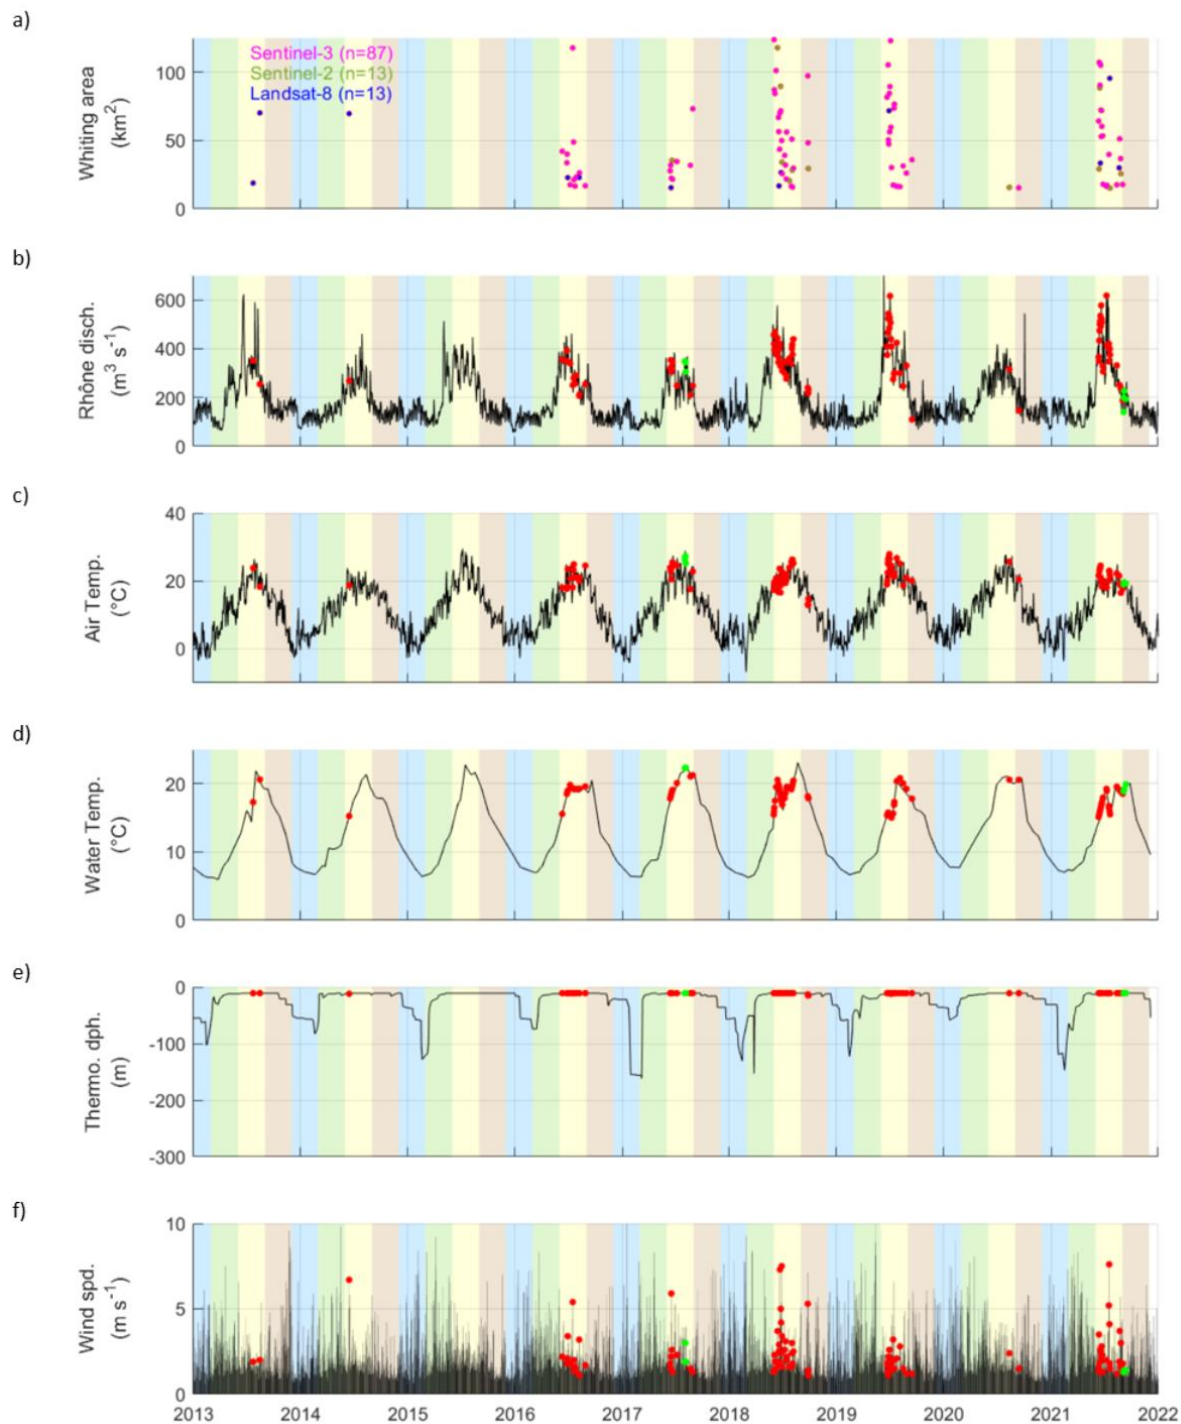 a)
Sentinel-3 (n=87)
Sentinel-2 (n=13)
Landsat-8 (n=13)
Whiting area
(km²)
100
50
0
b)
Rhône disch.
(m³ s⁻¹)
600
400
200
0
c)
Air Temp.
(°C)
40
20
0
d)
Water Temp.
(°C)
20
10
0
e)
Thermo. dph.
(m)
0
-100
-200
-300
f)
Wind spd.
(m s⁻¹)
10
5
0
2013 2014 2015 2016 2017 2018 2019 2020 2021 2022